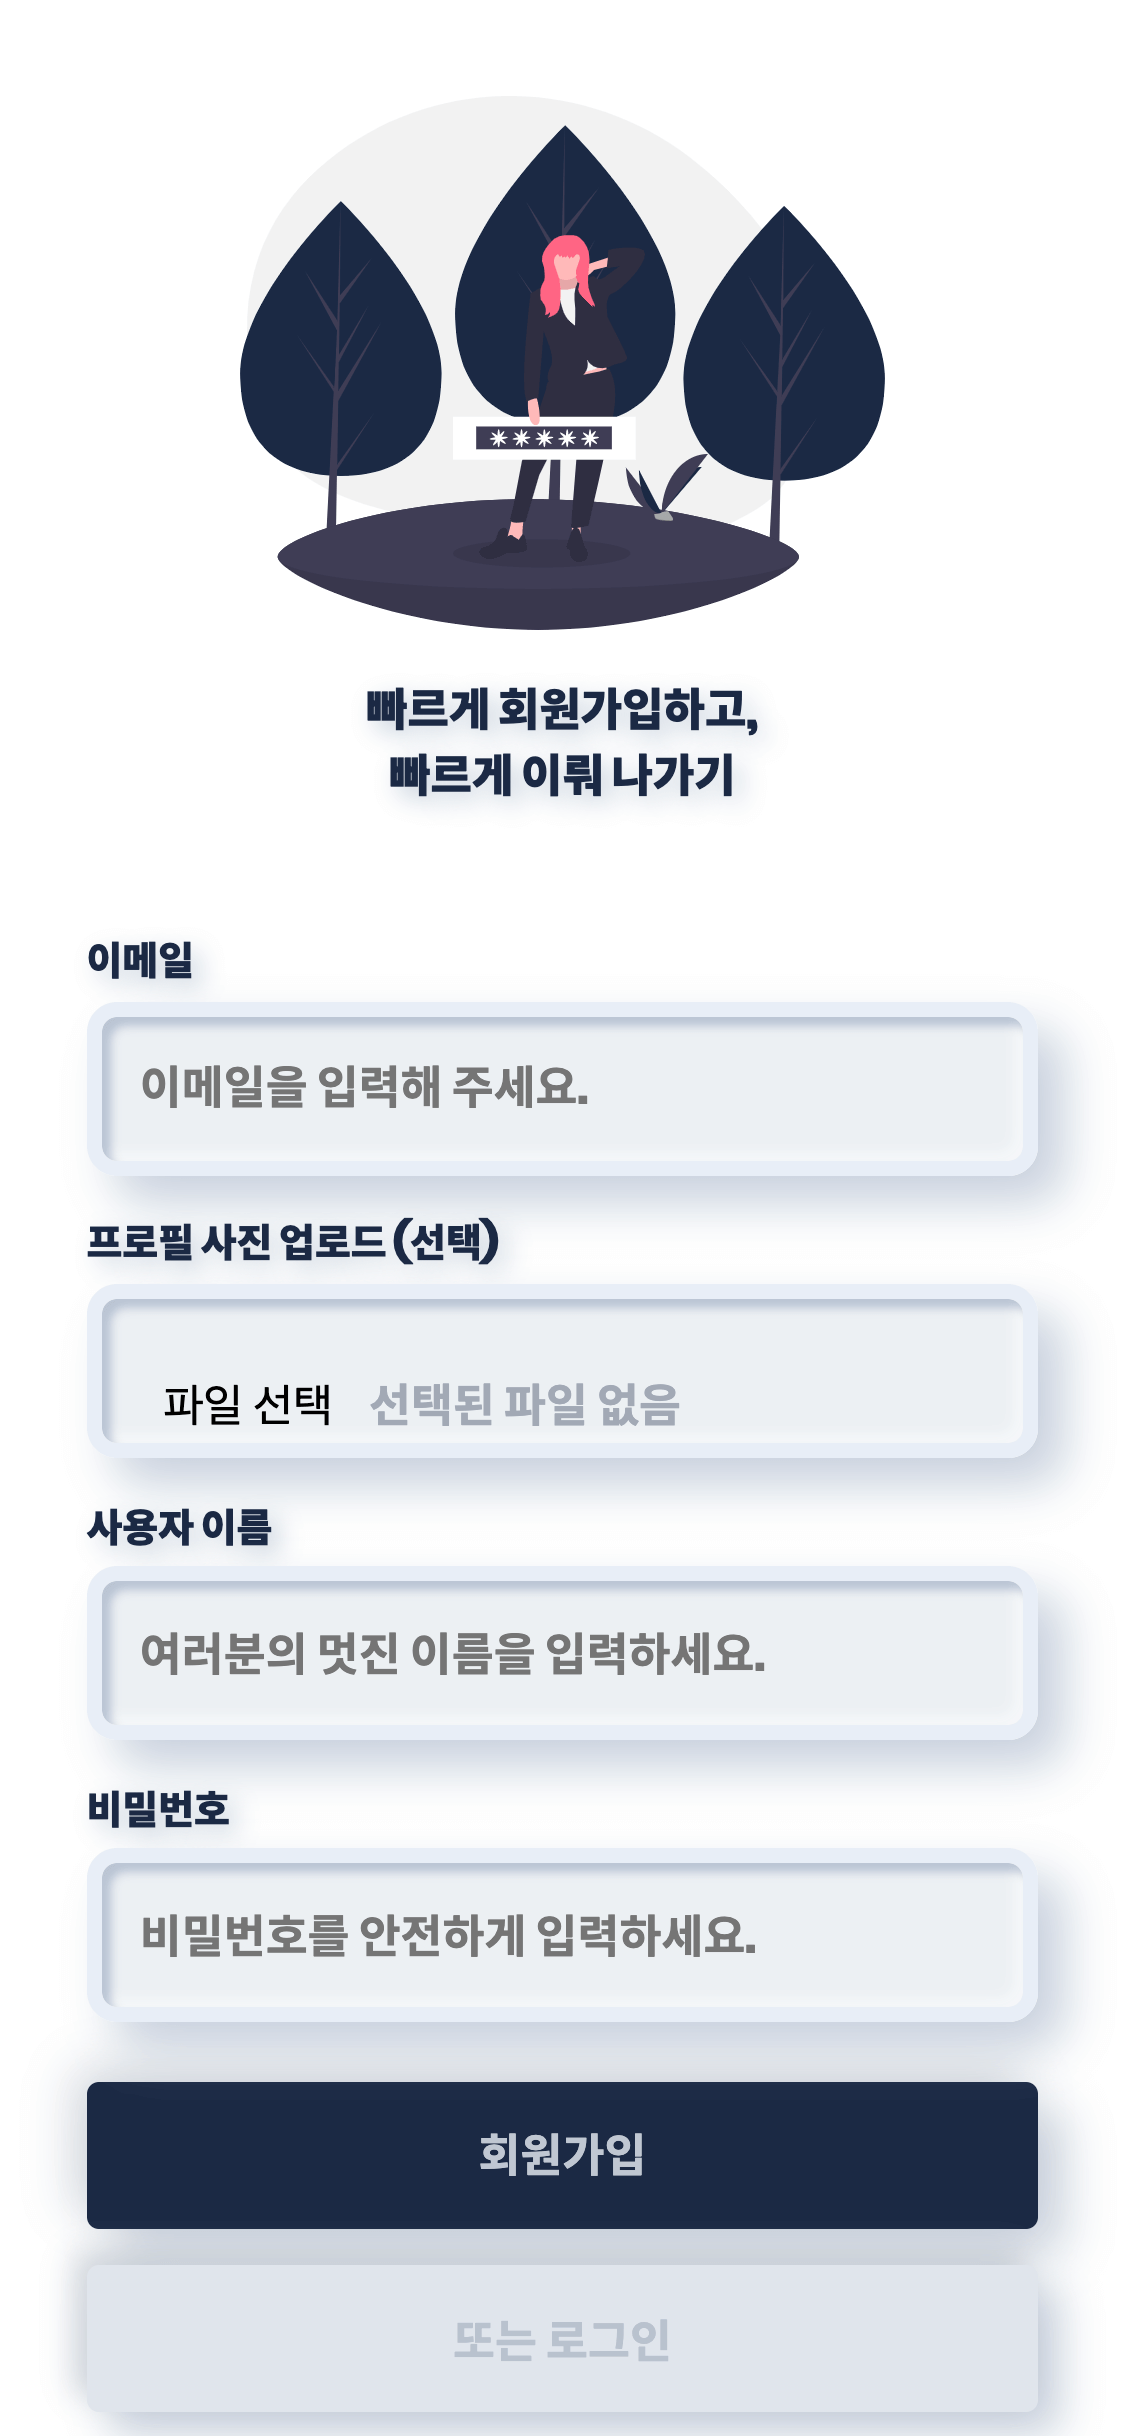 빠르게 회원가입하고,
빠르게 이뤄 나가기
이메일
이메일을 입력해 주세요.
프로필 사진 업로드 (선택)
파일 선택 선택된 파일 없음
사용자 이름
여러분의 멋진 이름을 입력하세요.
비밀번호
비밀번호를 안전하게 입력하세요.
회원가입
또는 로그인